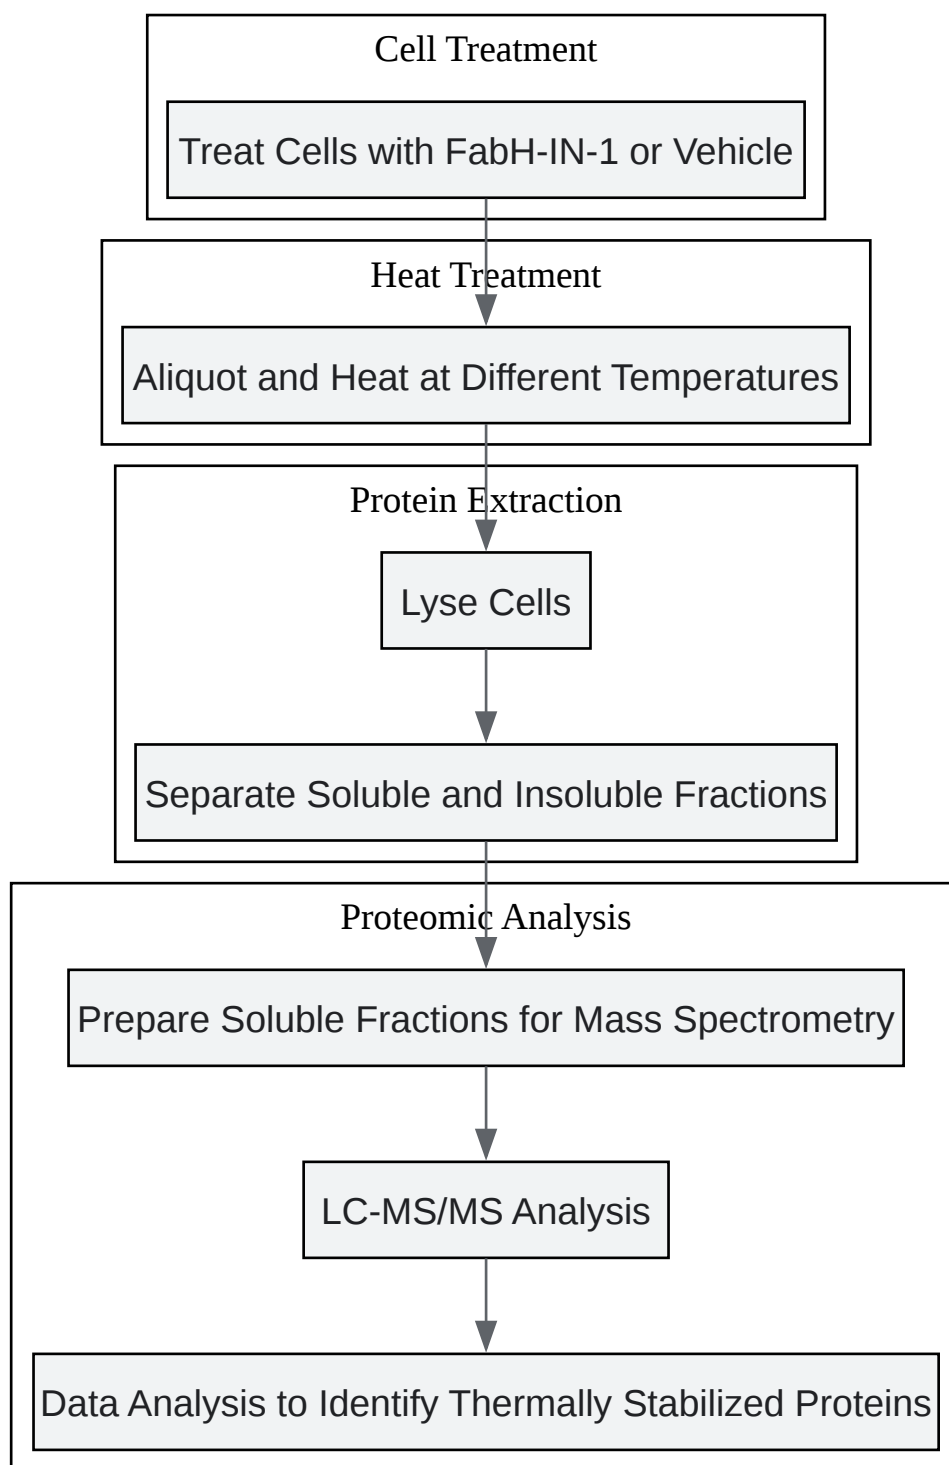 Cell Treatment
Treat Cells with FabH-IN-1 or Vehicle
Heat Treatment
Aliquot and Heat at Different Temperatures
Protein Extraction
Lyse Cells
Separate Soluble and Insoluble Fractions
Proteomic Analysis
Prepare Soluble Fractions for Mass Spectrometry
LC-MS/MS Analysis
Data Analysis to Identify Thermally Stabilized Proteins